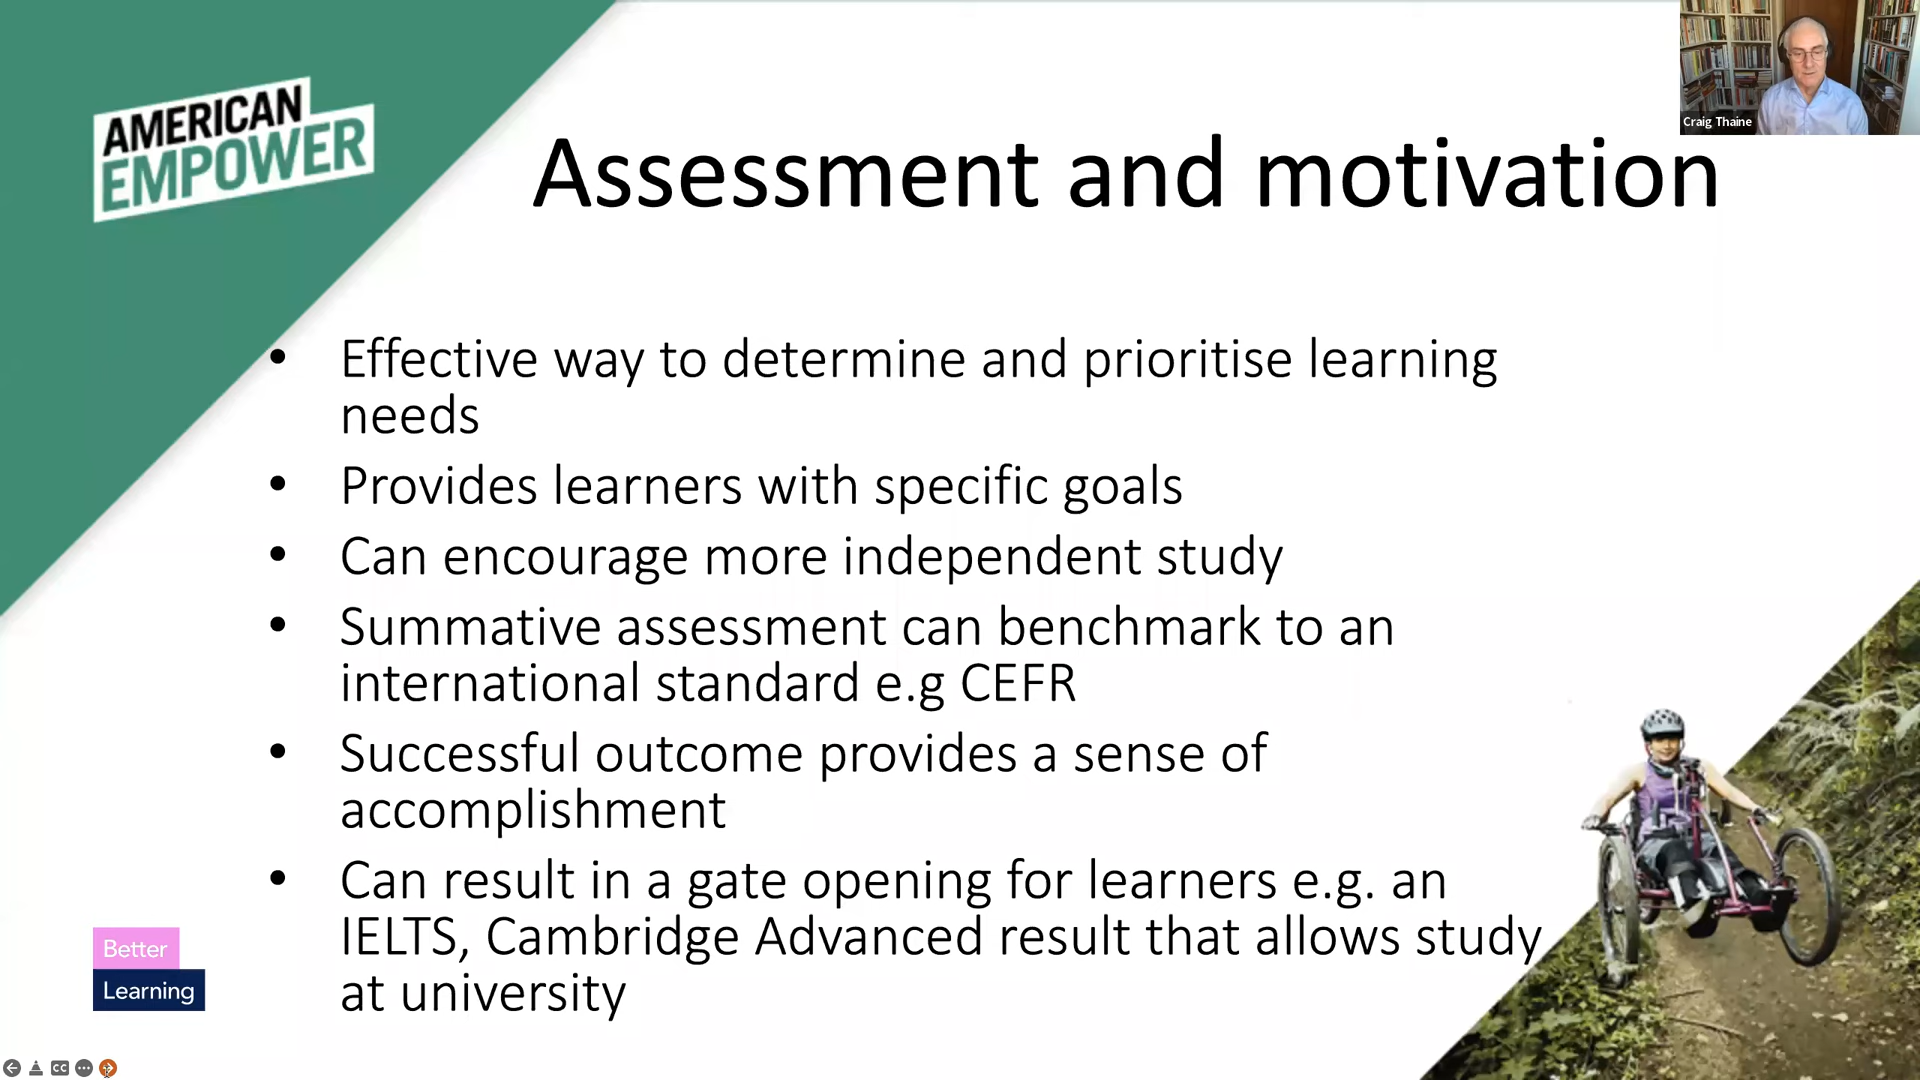 AMERICAN
EMPOWER
Craig Thaine
Assessment and motivation
• Effective way to determine and prioritise learning
needs
• Provides learners with specific goals
• Can encourage more independent study
• Summative assessment can benchmark to an
international standard e.g CEFR
• Successful outcome provides a sense of
accomplishment
• Can result in a gate opening for learners e.g. an
IELTS, Cambridge Advanced result that allows study
at university
Better
Learning
CC